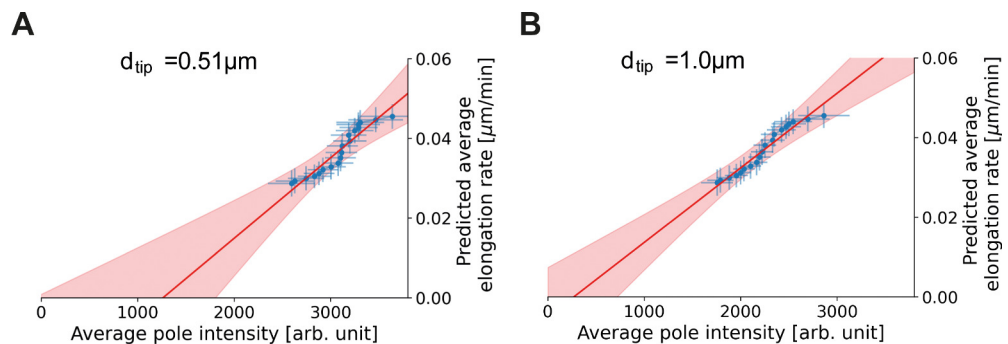 A
d_tip =0.51μm
0.06
0.04
0.02
0.00
Predicted average
elongation rate [μm/min]
0
1000
2000
3000
Average pole intensity [arb. unit]
B
d_tip =1.0μm
0.06
0.04
0.02
0.00
Predicted average
elongation rate [μm/min]
0
1000
2000
3000
Average pole intensity [arb. unit]